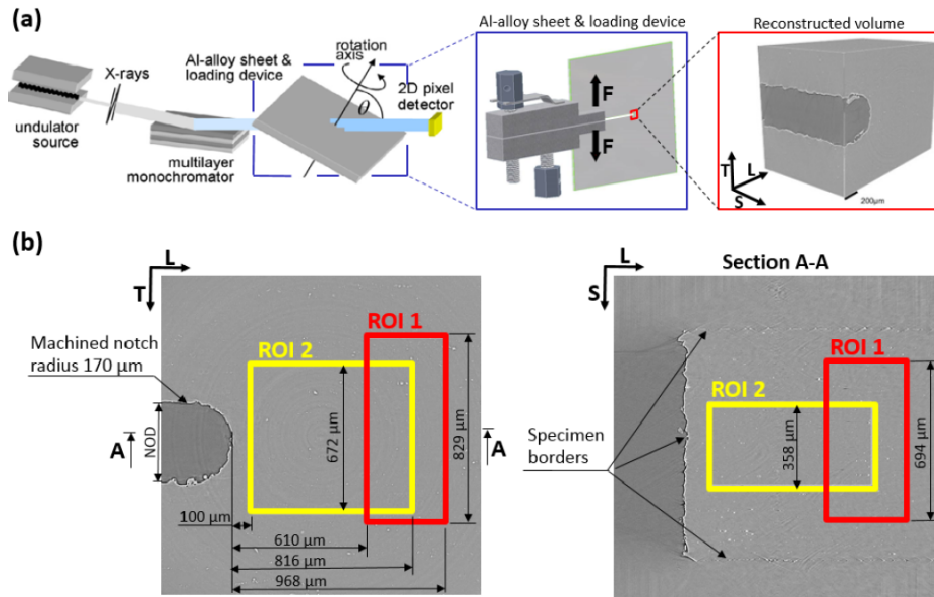 (a)
X-rays
undulator
source
multilayer
monochromator
Al-alloy sheet &
loading device
rotation
axis
θ
2D pixel
detector
Al-alloy sheet & loading device
F
F
Reconstructed volume
T
L
S
200µm
(b)
L
T
Machined notch
radius 170 µm
NOD
A
A
ROI 2
ROI 1
672 µm
829 µm
100 µm
610 µm
816 µm
968 µm
Section A-A
L
S
ROI 1
ROI 2
Specimen
borders
358 µm
694 µm